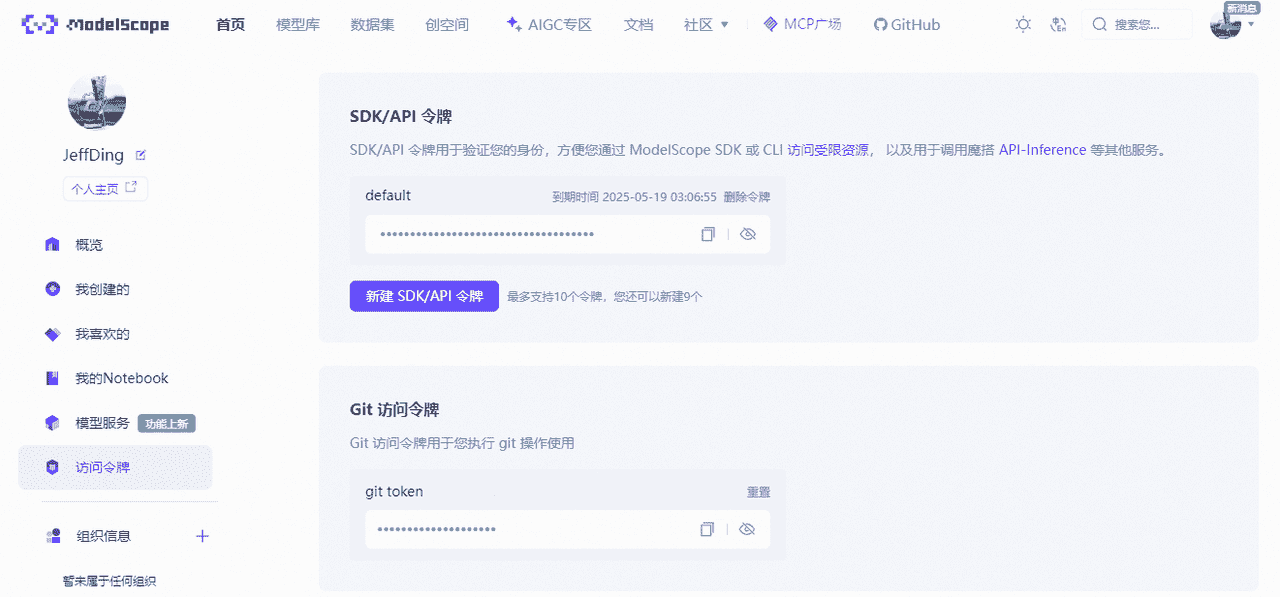 ModelScope 首页 模型库 数据集 创空间 AIGC专区 文档 社区 MCP广场 GitHub 搜索您... 新消息
JeffDing
个人主页
概览
我创建的
我喜欢的
我的Notebook
模型服务 功能上新
访问令牌
组织信息
暂未属于任何组织
SDK/API 令牌
SDK/API 令牌用于验证您的身份，方便您通过 ModelScope SDK 或 CLI 访问受限资源， 以及用于调用魔搭 API-Inference 等其他服务。
default 到期时间 2025-05-19 03:06:55 删除令牌
••••••••••••••••••••••••••••••••••••
新建 SDK/API 令牌 最多支持10个令牌，您还可以新建9个
Git 访问令牌
Git 访问令牌用于您执行 git 操作使用
git token 重置
••••••••••••••••••••